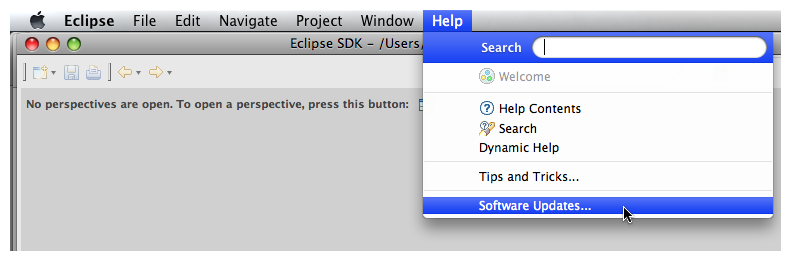 Eclipse File Edit Navigate Project Window Help
Eclipse SDK – /Users/
Search
Welcome
No perspectives are open. To open a perspective, press this button:
Help Contents
Search
Dynamic Help
Tips and Tricks...
Software Updates...